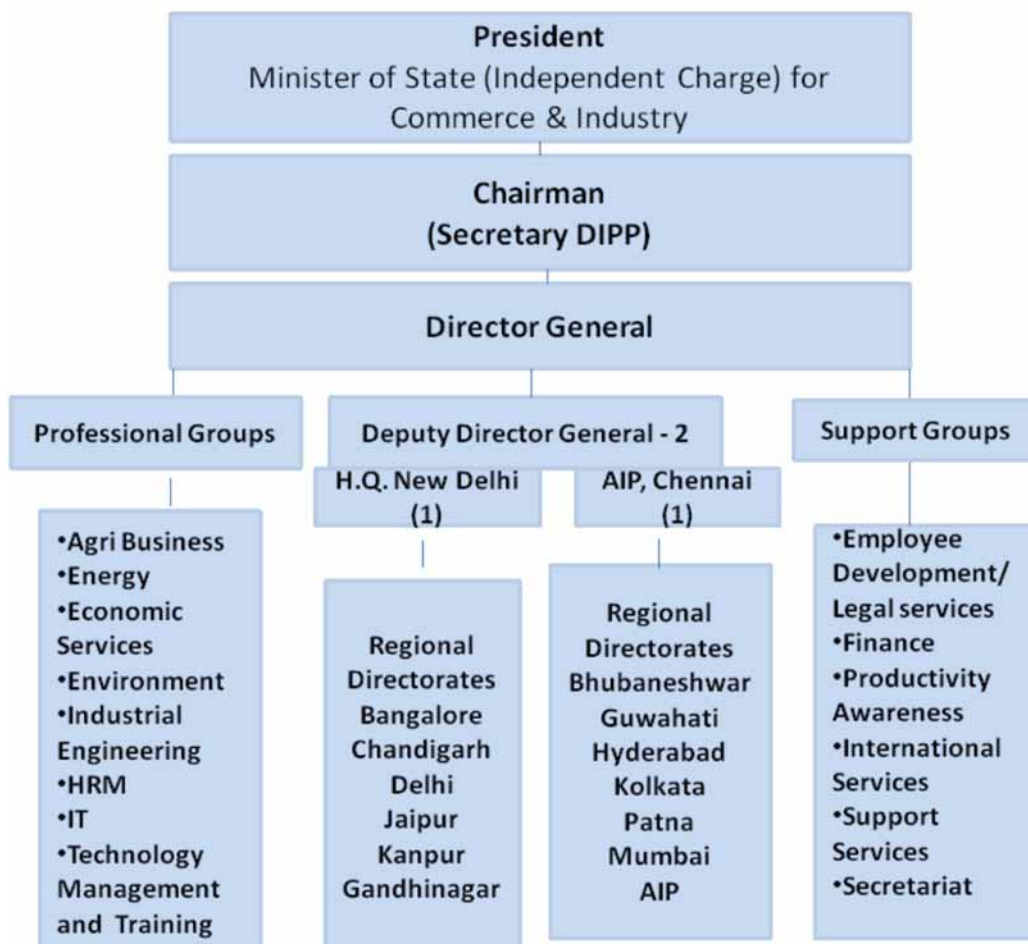 President
Minister of State (Independent Charge) for
Commerce & Industry
Chairman
(Secretary DIPP)
Director General
Professional Groups
•Agri Business
•Energy
•Economic
Services
•Environment
•Industrial
Engineering
•HRM
•IT
•Technology
Management
and Training
Deputy Director General - 2
H.Q. New Delhi
(1)
Regional
Directorates
Bangalore
Chandigarh
Delhi
Jaipur
Kanpur
Gandhinagar
AIP, Chennai
(1)
Regional
Directorates
Bhubaneshwar
Guwahati
Hyderabad
Kolkata
Patna
Mumbai
AIP
Support Groups
•Employee
Development/
Legal services
•Finance
•Productivity
Awareness
•International
Services
•Support
Services
•Secretariat